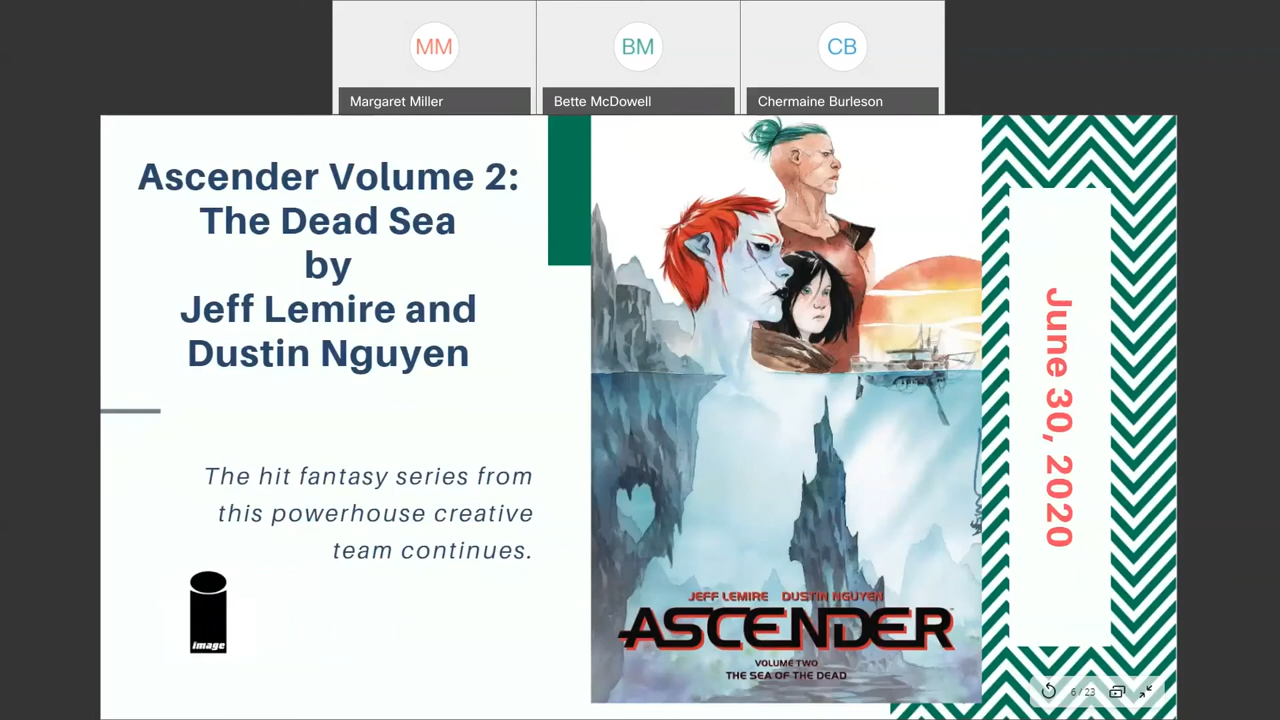 MM
BM
CB
Margaret Miller
Bette McDowell
Chermaine Burleson
Ascender Volume 2:
The Dead Sea
by
Jeff Lemire and
Dustin Nguyen
The hit fantasy series from
this powerhouse creative
team continues.
image
JEFF LEMIRE DUSTIN NGUYEN
ASCENDER
VOLUME TWO
THE SEA OF THE DEAD
June 30, 2020
6 / 23